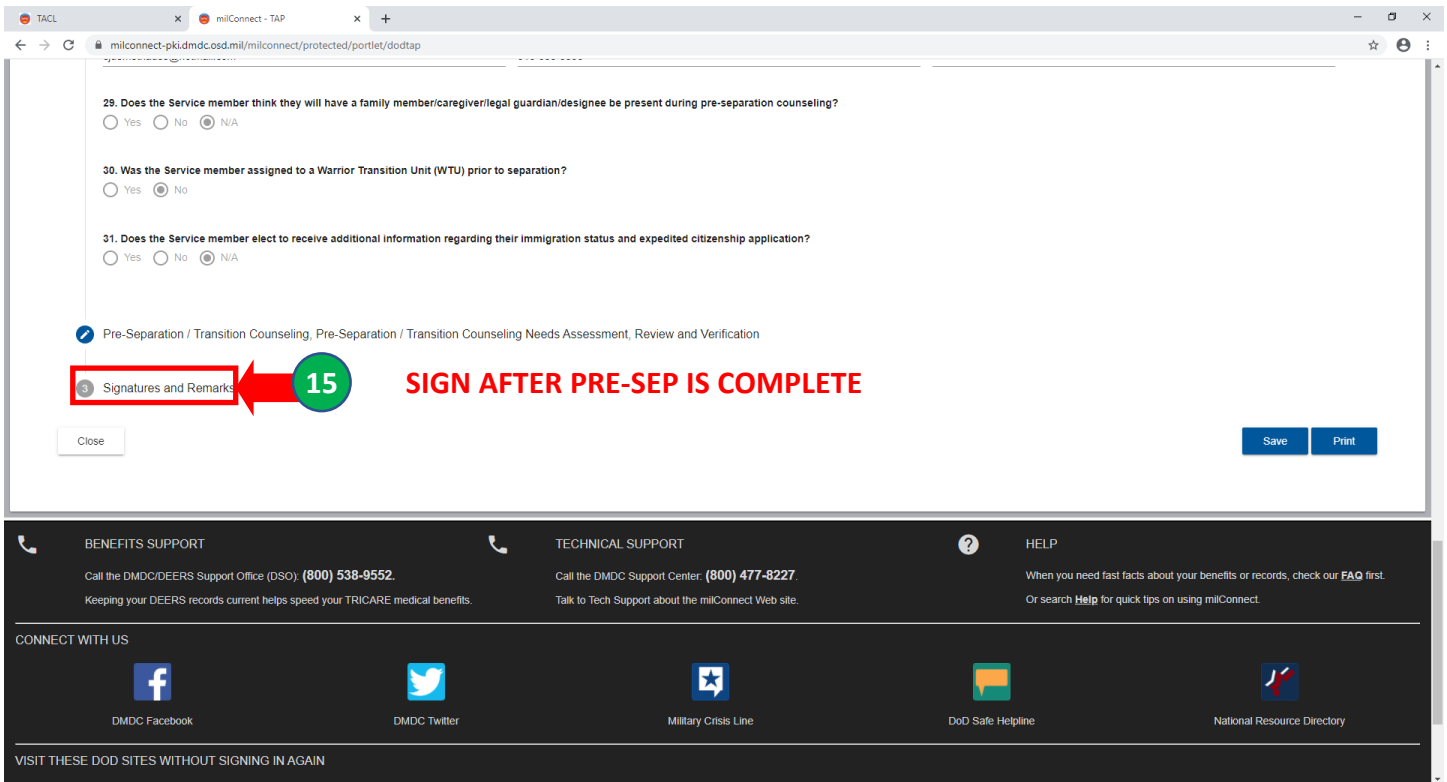 TACL
milConnect - TAP
milconnect-pki.dmdc.osd.mil/milconnect/protected/portlet/dodtap
29. Does the Service member think they will have a family member/caregiver/legal guardian/designee be present during pre-separation counseling?
Yes No N/A
30. Was the Service member assigned to a Warrior Transition Unit (WTU) prior to separation?
Yes No
31. Does the Service member elect to receive additional information regarding their immigration status and expedited citizenship application?
Yes No N/A
Pre-Separation / Transition Counseling, Pre-Separation / Transition Counseling Needs Assessment, Review and Verification
3 Signatures and Remarks 15 SIGN AFTER PRE-SEP IS COMPLETE
Close Save Print
BENEFITS SUPPORT
Call the DMDC/DEERS Support Office (DSO): (800) 538-9552.
Keeping your DEERS records current helps speed your TRICARE medical benefits.
TECHNICAL SUPPORT
Call the DMDC Support Center: (800) 477-8227.
Talk to Tech Support about the milConnect Web site.
HELP
When you need fast facts about your benefits or records, check our FAQ first.
Or search Help for quick tips on using milConnect.
CONNECT WITH US
DMDC Facebook
DMDC Twitter
Military Crisis Line
DoD Safe Helpline
National Resource Directory
VISIT THESE DOD SITES WITHOUT SIGNING IN AGAIN